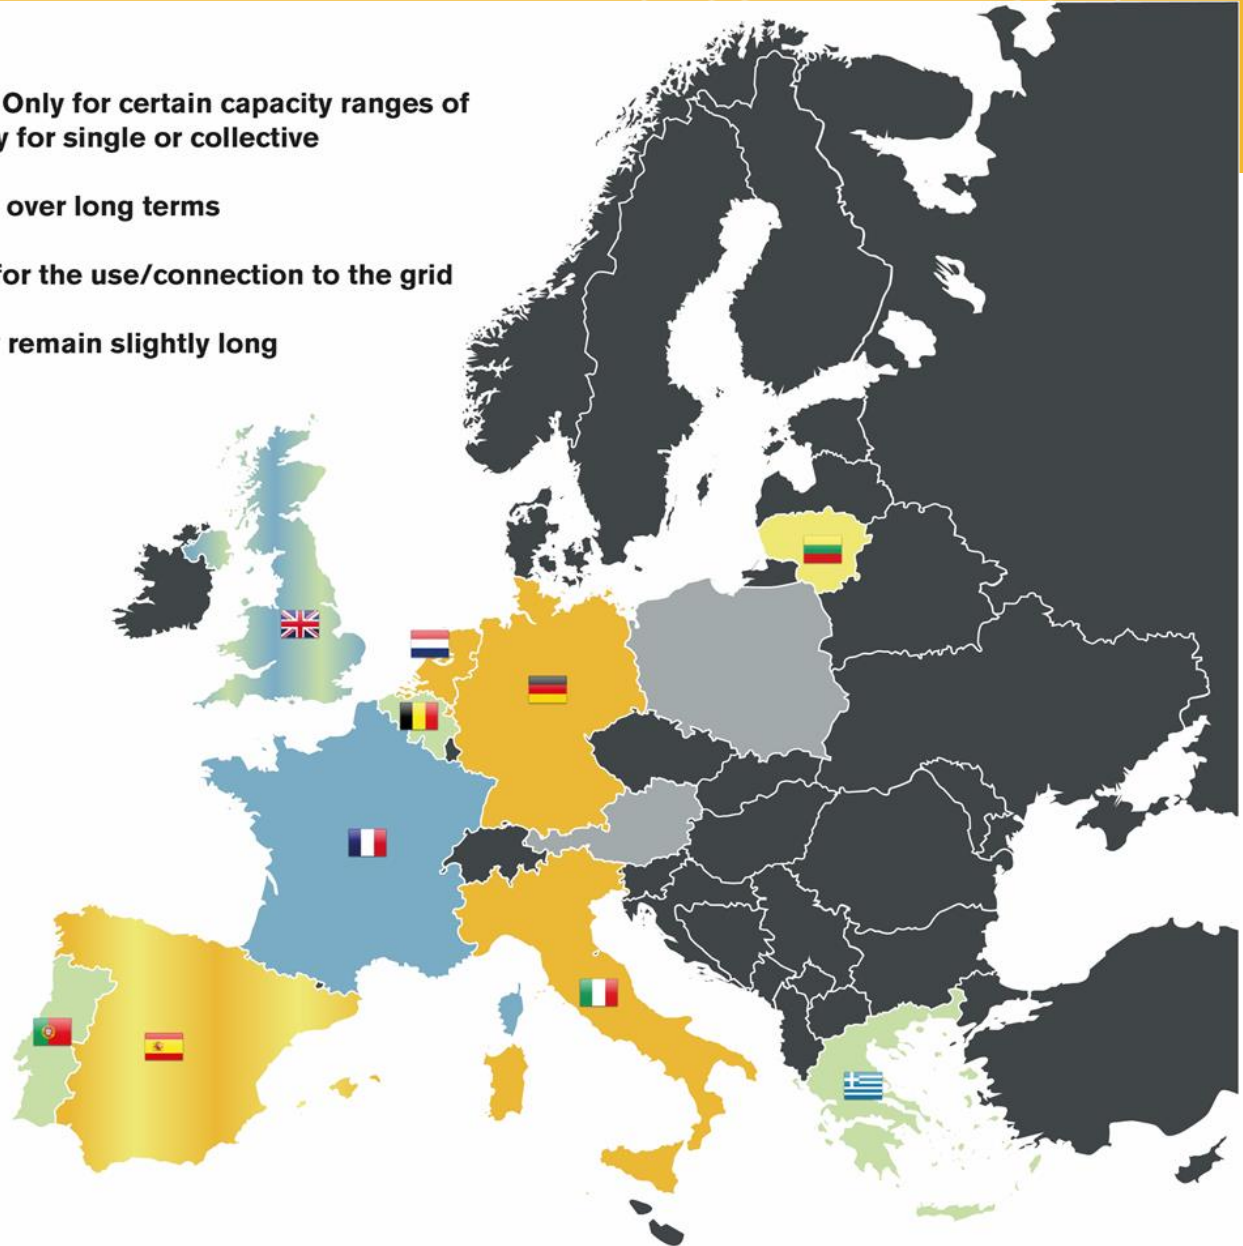 Only for certain capacity ranges of
for single or collective
over long terms
for the use/connection to the grid
remain slightly long